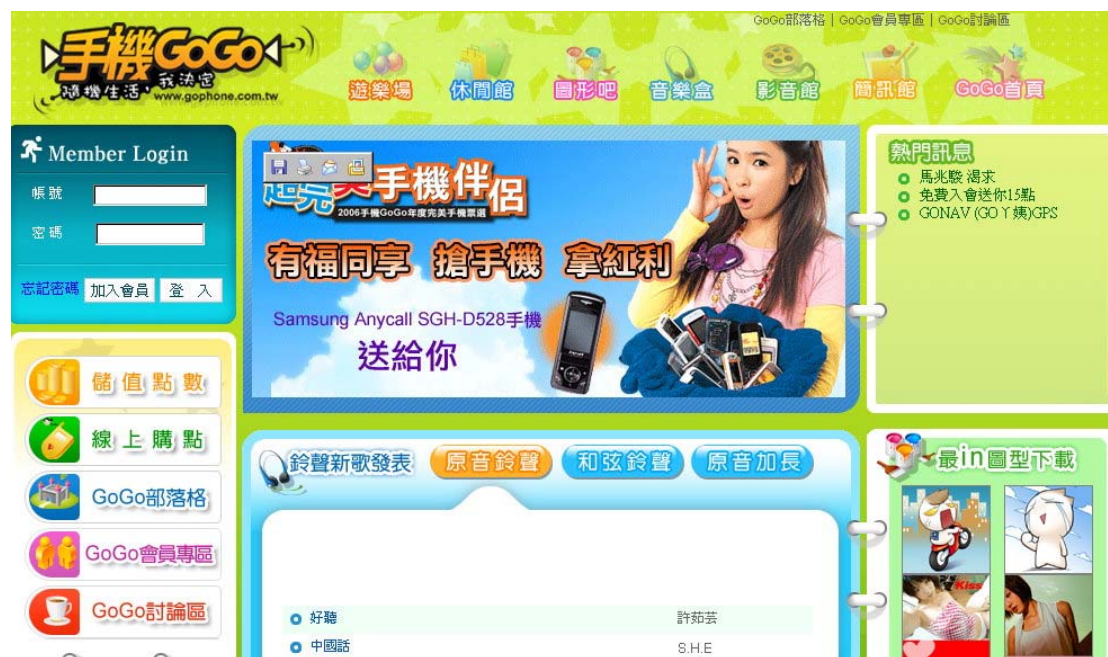 GoGo部落格 | GoGo會員專區 | GoGo討論區
手機GoGo
隨機生活，我決定
www.gophone.com.tw
遊樂場 休閒館 圖形吧 音樂盒 影音館 簡訊館 GoGo首頁
Member Login
帳號
密碼
忘記密碼 加入會員 登 入
超完美手機伴侶
2006手機GoGo年度完美手機票選
有福同享 搶手機 拿紅利
Samsung Anycall SGH-D528手機
送給你
熱門訊息
馬兆駿 渴求
免費入會送你15點
GONAV (GOㄚ姨)GPS
儲值點數
線上購點
GoGo部落格
GoGo會員專區
GoGo討論區
鈴聲新歌發表 原音鈴聲 和弦鈴聲 原音加長
好聽 許茹芸
中國話 S.H.E
最in圖型下載
Kiss